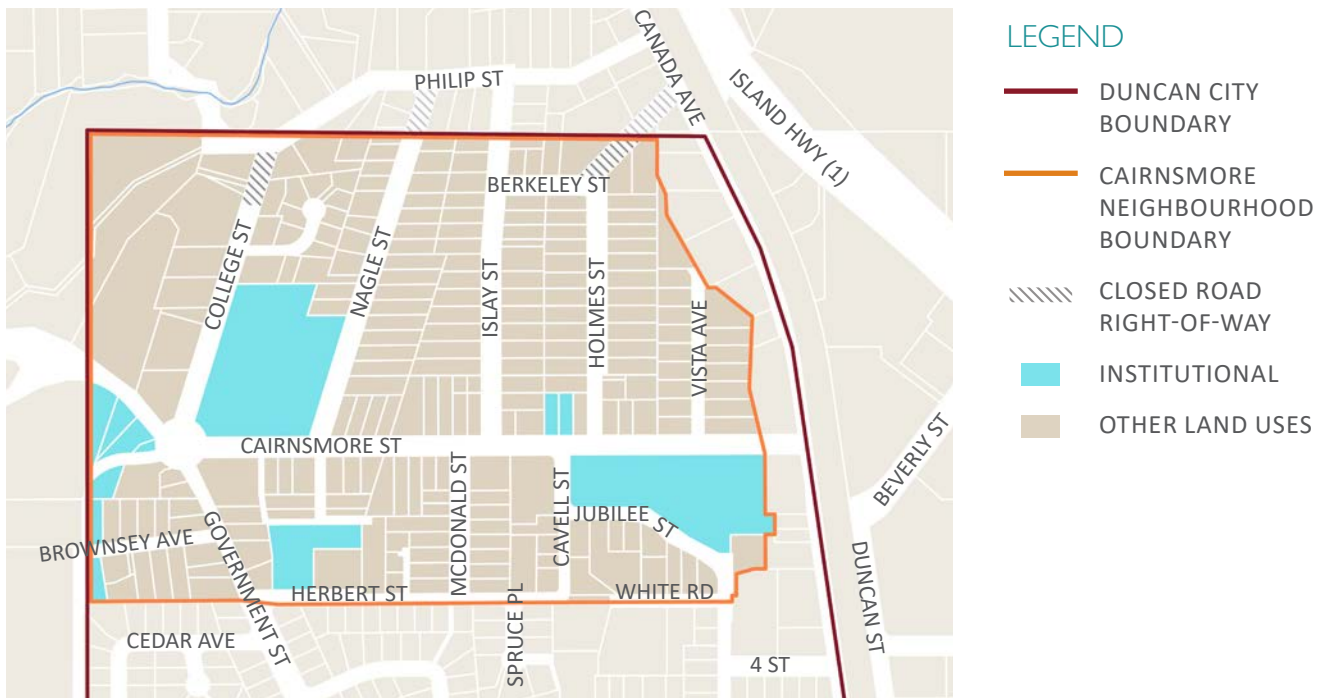 CANADA AVE
PHILIP ST
ISLAND HWY (1)
BERKELEY ST
COLLEGE ST
NAGLE ST
ISLAY ST
HOLMES ST
VISTA AVE
CAIRNSMORE ST
MCDONALD ST
CAVELL ST
JUBILEE ST
BEVERLY ST
BROWNSEY AVE
GOVERNMENT ST
HERBERT ST
WHITE RD
SPRUCE PL
DUNCAN ST
CEDAR AVE
4 ST
LEGEND
DUNCAN CITY
BOUNDARY
CAIRNSMORE
NEIGHBOURHOOD
BOUNDARY
CLOSED ROAD
RIGHT-OF-WAY
INSTITUTIONAL
OTHER LAND USES